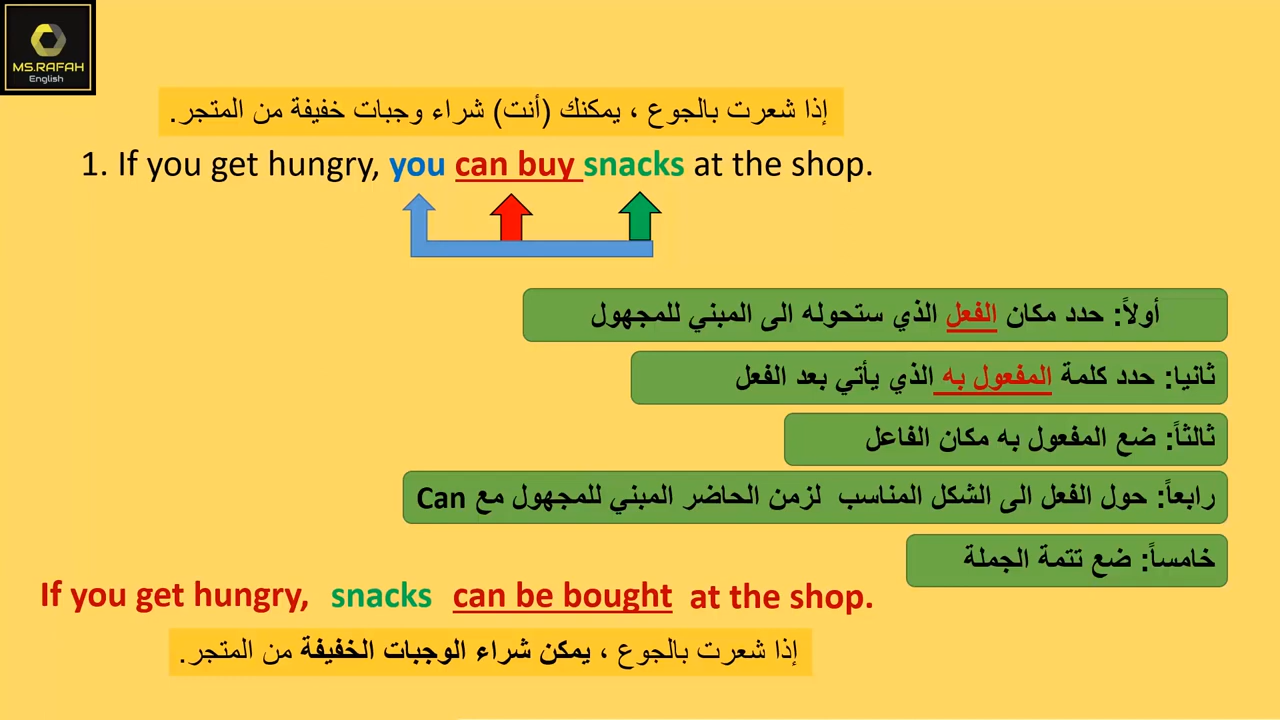 MS.RAFAH
English
إذا شعرت بالجوع ، يمكنك (أنت) شراء وجبات خفيفة من المتجر.
1. If you get hungry, you can buy snacks at the shop.
أولاً: حدد مكان الفعل الذي ستحوله الى المبني للمجهول
ثانيا: حدد كلمة المفعول به الذي يأتي بعد الفعل
ثالثاً: ضع المفعول به مكان الفاعل
رابعاً: حول الفعل الى الشكل المناسب لزمن الحاضر المبني للمجهول مع Can
خامساً: ضع تتمة الجملة
If you get hungry, snacks can be bought at the shop.
إذا شعرت بالجوع ، يمكن شراء الوجبات الخفيفة من المتجر.